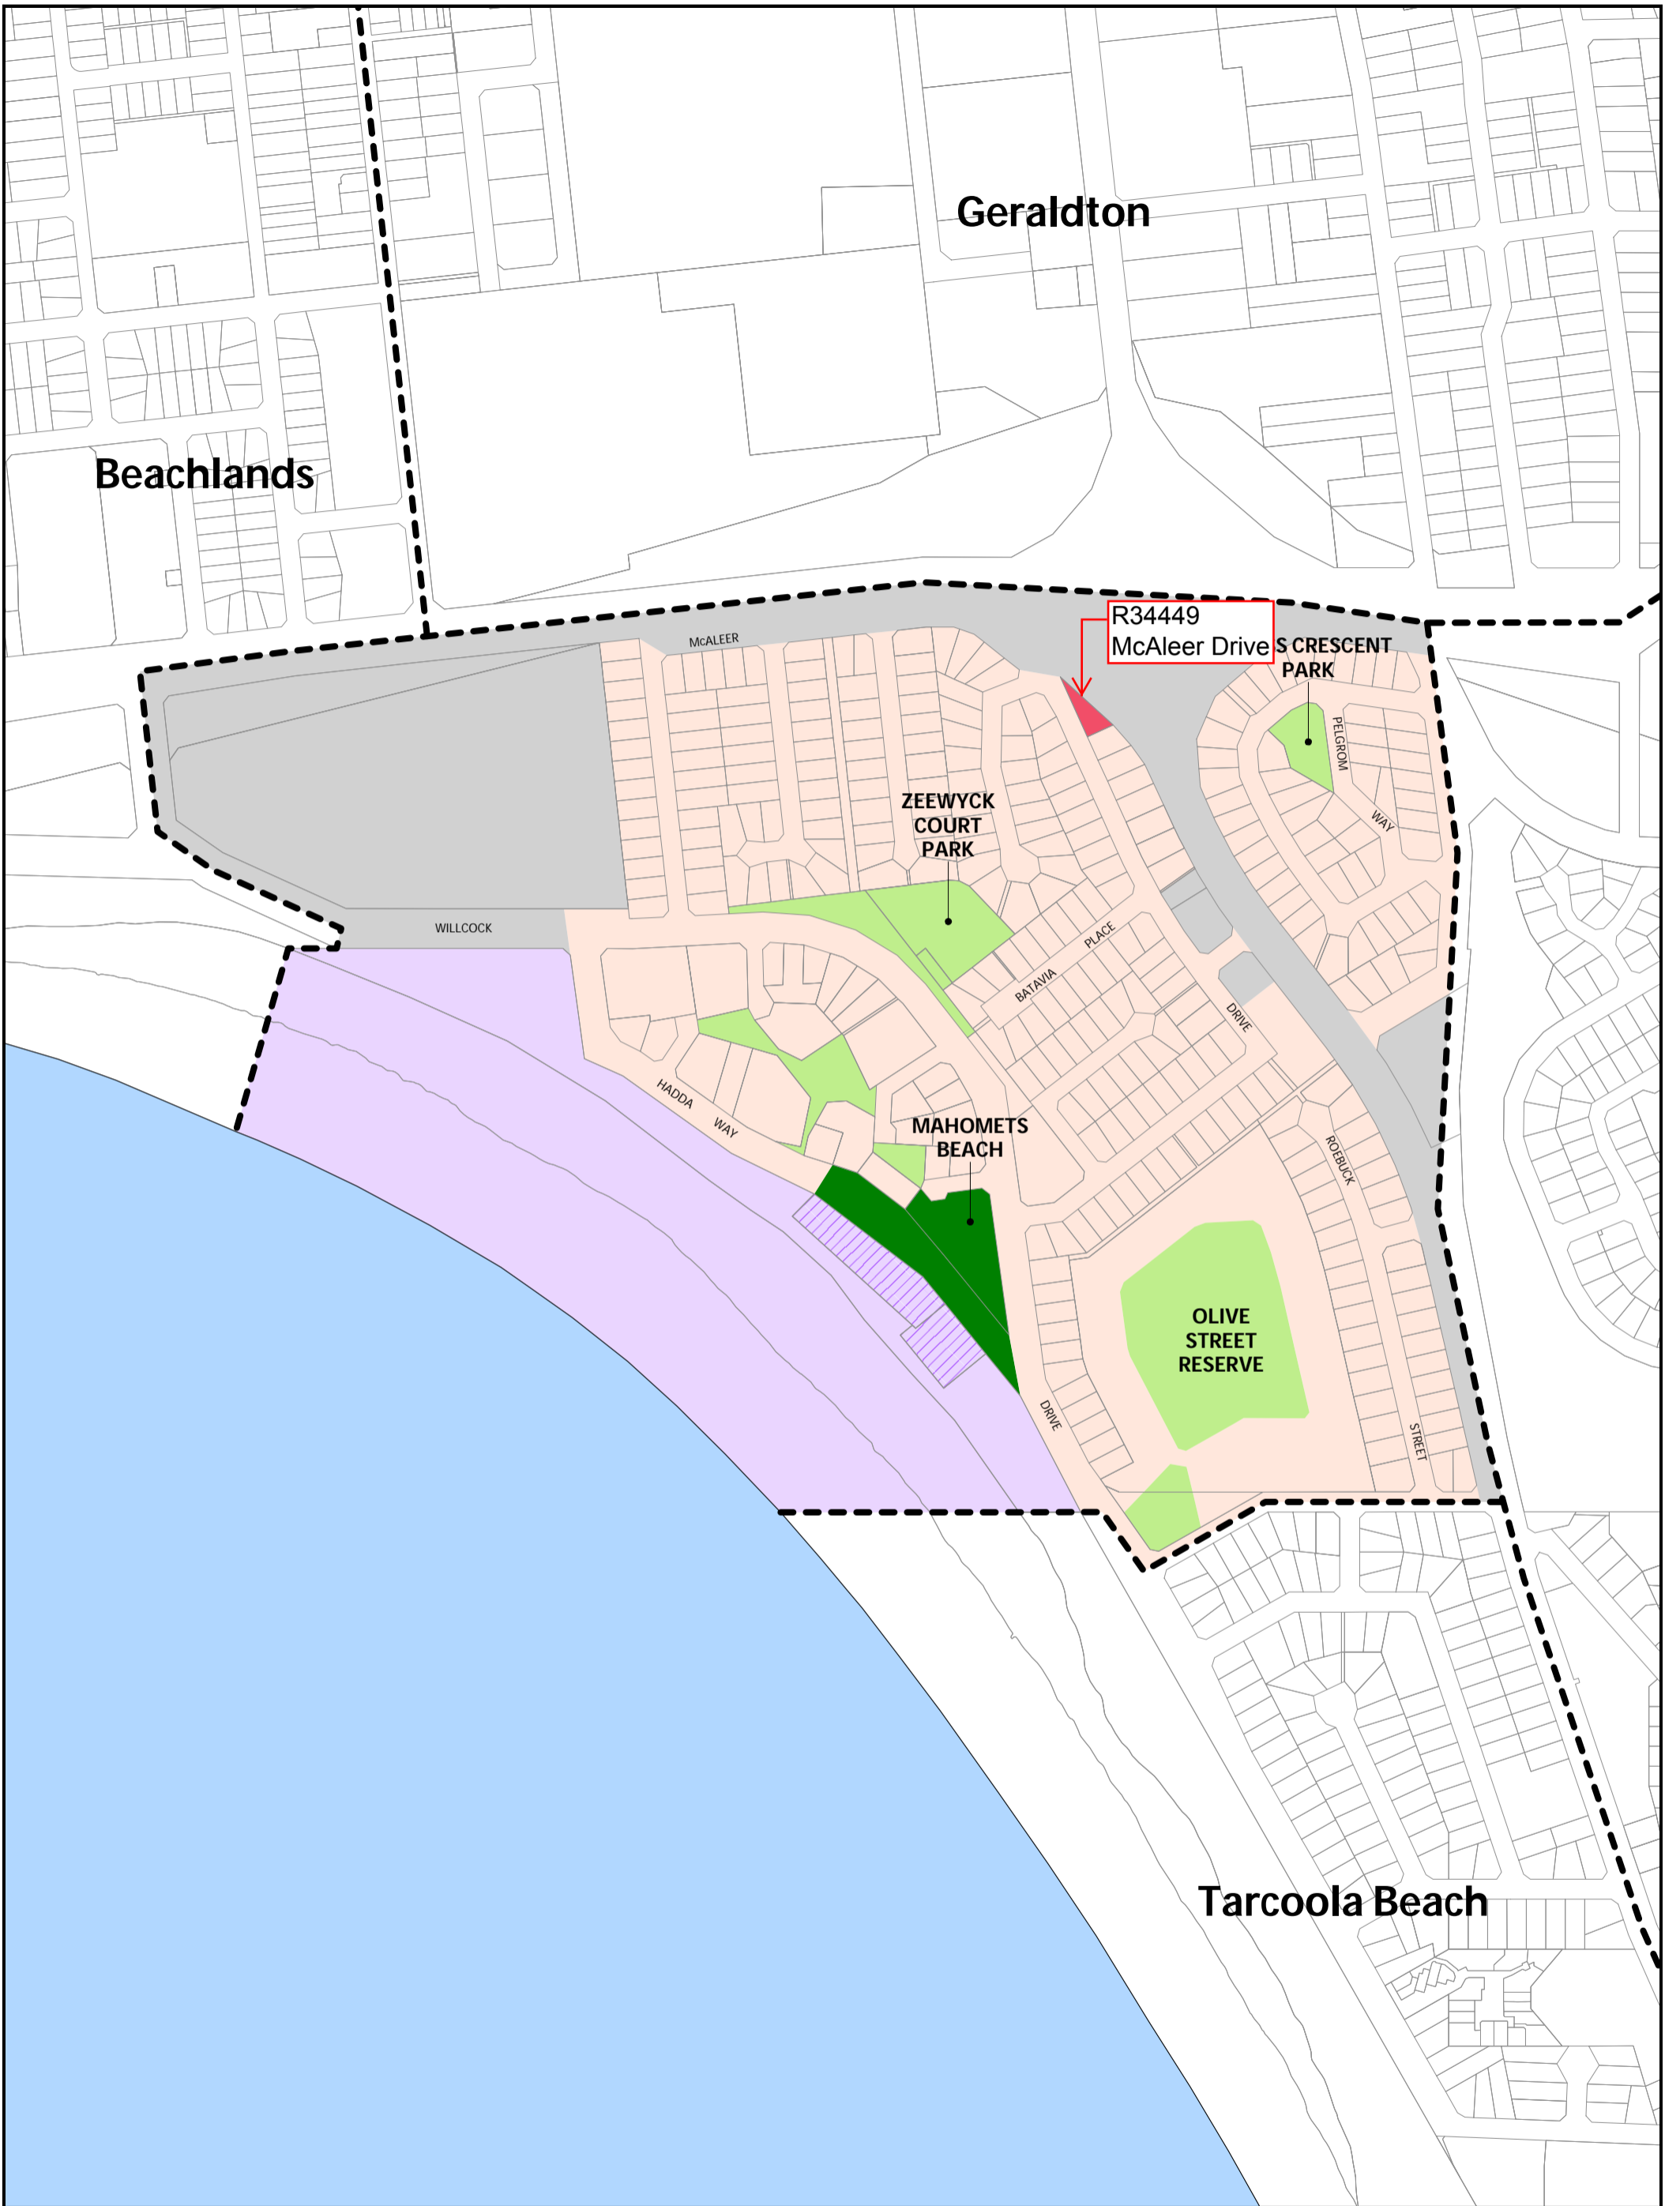 Geraldton
Beachlands
R34449
McAleer Drive
S CRESCENT
PARK
McALEER
PELGROM
WAY
ZEEWYCK
COURT
PARK
WILLCOCK
BATAVIA
PLACE
DRIVE
HADDA
WAY
MAHOMETS
BEACH
ROEBUCK
OLIVE
STREET
RESERVE
DRIVE
STREET
Tarcoola Beach